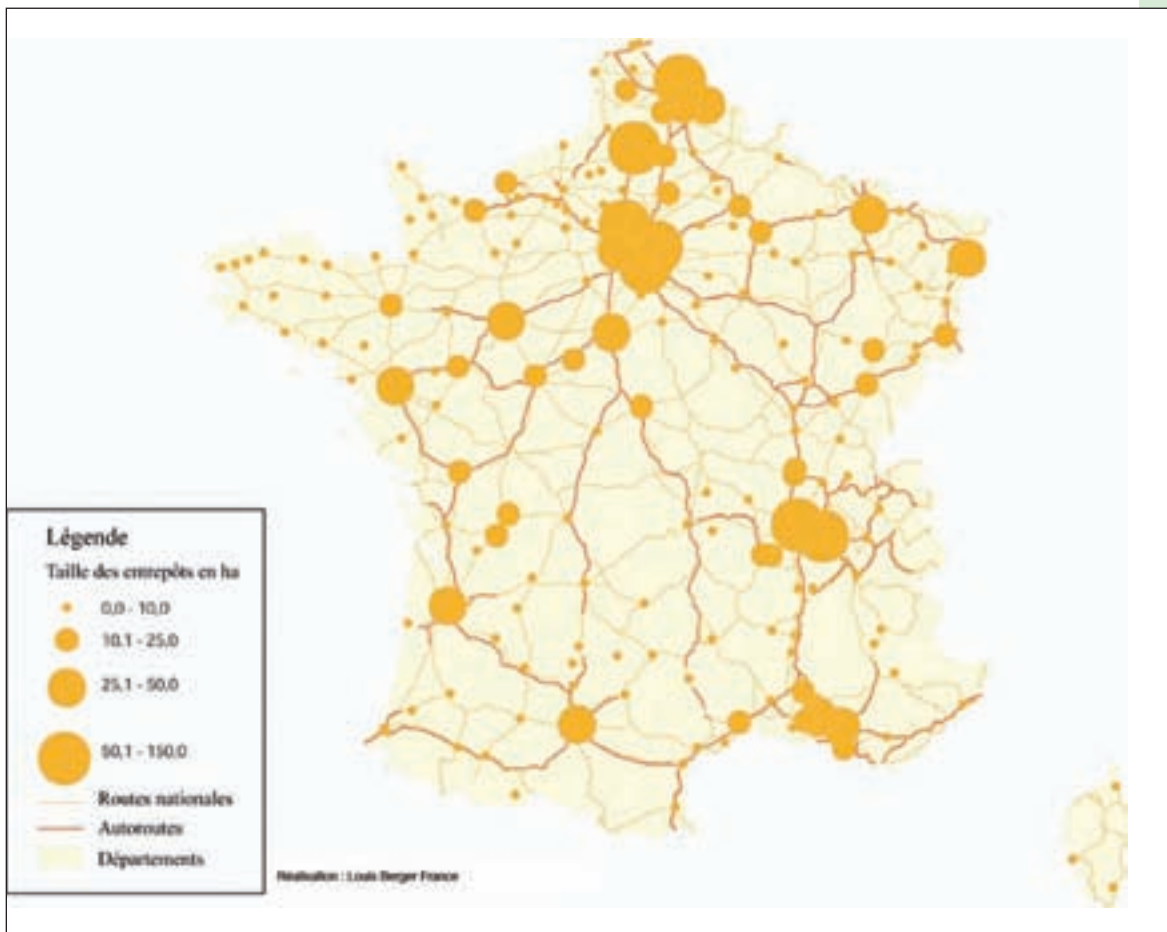 Légende
Taille des entrepôts en ha
0,0 - 10,0
10,1 - 25,0
25,1 - 50,0
50,1 - 150,0
Routes nationales
Autoroutes
Départements
Réalisation : Louis Berger France